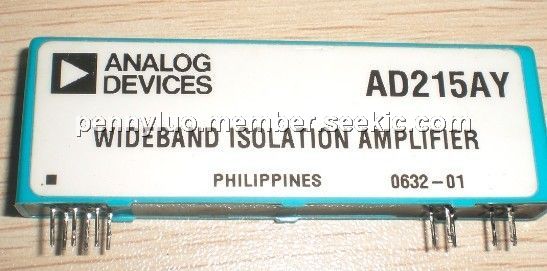 ANALOG
DEVICES
AD215AY
pennyluo.member.seekic.com
WIDEBAND ISOLATION AMPLIFIER
PHILIPPINES 0632-01